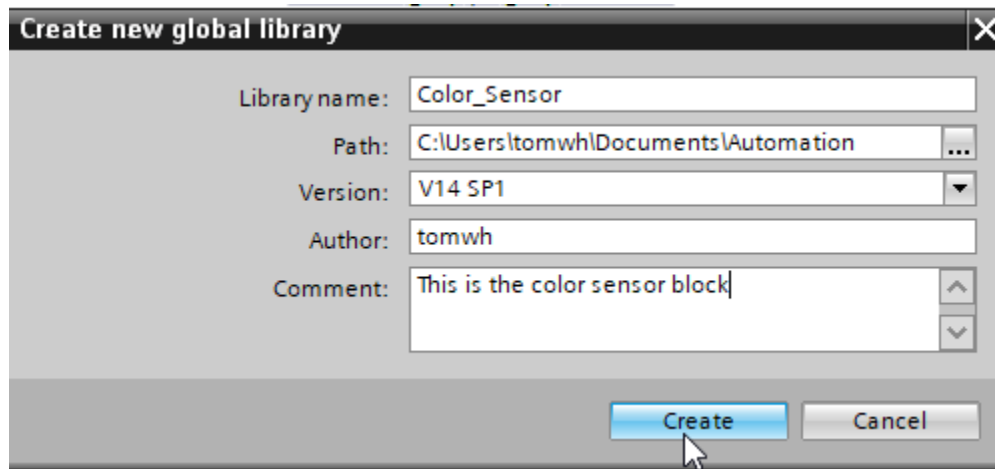 Create new global library
Library name: Color_Sensor
Path: C:\Users\tomwh\Documents\Automation ...
Version: V14 SP1
Author: tomwh
Comment: This is the color sensor block
Create Cancel